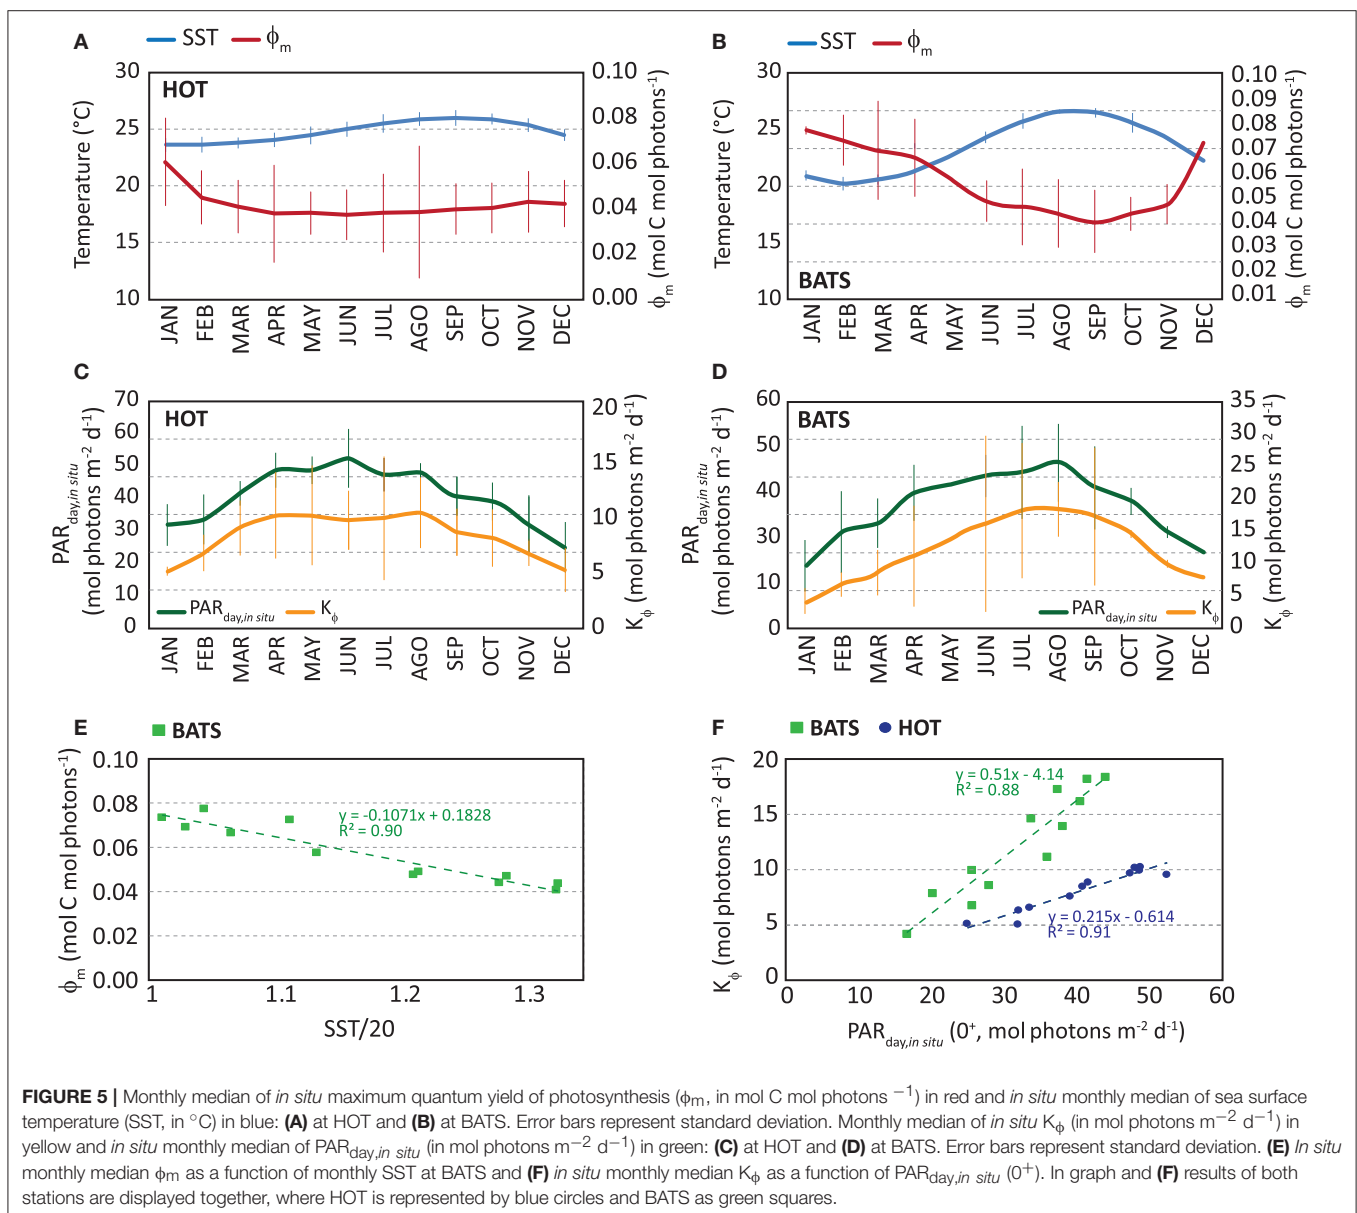 A
SST ϕm
30
25
20
15
10
Temperature (°C)
HOT
0.10
0.08
0.06
0.04
0.02
0.00
ϕm (mol C mol photons-1)
JAN FEB MAR APR MAY JUN JUL AGO SEP OCT NOV DEC
B
SST ϕm
30
25
20
15
10
Temperature (°C)
BATS
0.10
0.09
0.08
0.07
0.06
0.05
0.04
0.03
0.02
0.01
ϕm (mol C mol photons-1)
JAN FEB MAR APR MAY JUN JUL AGO SEP OCT NOV DEC
C
70
60
50
40
30
20
10
0
PARday,in situ
(mol photons m-2 d-1)
HOT
PARday,in situ Kϕ
20
15
10
5
0
Kϕ (mol photons m-2 d-1)
JAN FEB MAR APR MAY JUN JUL AGO SEP OCT NOV DEC
D
60
50
40
30
20
10
0
PARday,in situ
(mol photons m-2 d-1)
BATS
PARday,in situ Kϕ
35
30
25
20
15
10
5
0
Kϕ (mol photons m-2 d-1)
JAN FEB MAR APR MAY JUN JUL AGO SEP OCT NOV DEC
E
BATS
0.10
0.08
0.06
0.04
0.02
0.00
ϕm (mol C mol photons-1)
y = -0.1071x + 0.1828
R² = 0.90
1 1.1 1.2 1.3
SST/20
F
BATS HOT
20
15
10
5
0
Kϕ (mol photons m-2 d-1)
y = 0.51x - 4.14
R² = 0.88
y = 0.215x - 0.614
R² = 0.91
0 10 20 30 40 50 60
PARday,in situ (0+, mol photons m-2 d-1)
FIGURE 5 | Monthly median of in situ maximum quantum yield of photosynthesis (ϕm, in mol C mol photons −1) in red and in situ monthly median of sea surface
temperature (SST, in °C) in blue: (A) at HOT and (B) at BATS. Error bars represent standard deviation. Monthly median of in situ Kϕ (in mol photons m−2 d−1) in
yellow and in situ monthly median of PARday,in situ (in mol photons m−2 d−1) in green: (C) at HOT and (D) at BATS. Error bars represent standard deviation. (E) In situ
monthly median ϕm as a function of monthly SST at BATS and (F) in situ monthly median Kϕ as a function of PARday,in situ (0+). In graph and (F) results of both
stations are displayed together, where HOT is represented by blue circles and BATS as green squares.